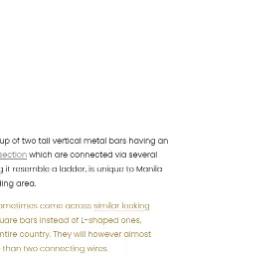 up of two tall vertical metal bars having an
section which are connected via several
g it resemble a ladder, is unique to Manila
ding area.
ometimes come across similar looking
uare bars instead of L-shaped ones,
ntire country. They will however almost
than two connecting wires.